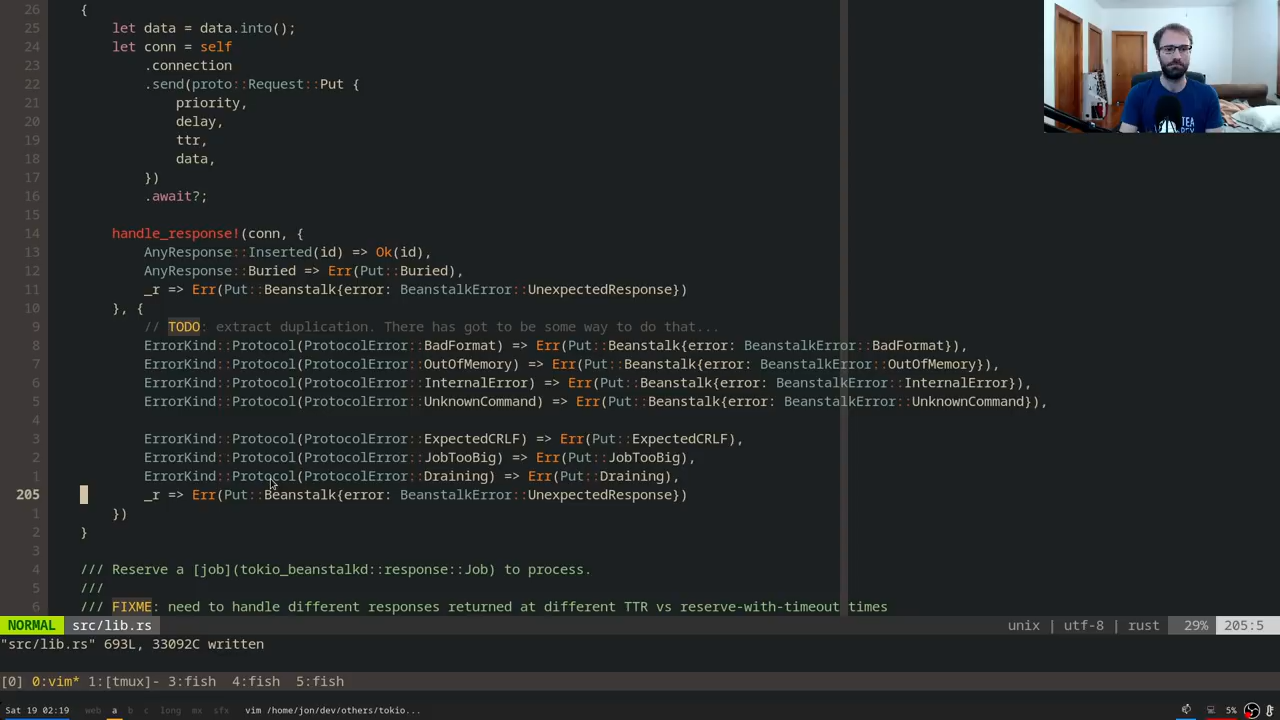 26 {
25 let data = data.into();
24 let conn = self
23 .connection
22 .send(proto::Request::Put {
21 priority,
20 delay,
19 ttr,
18 data,
17 })
16 .await?;
15
14 handle_response!(conn, {
13 AnyResponse::Inserted(id) => Ok(id),
12 AnyResponse::Buried => Err(Put::Buried),
11 _r => Err(Put::Beanstalk{error: BeanstalkError::UnexpectedResponse})
10 }, {
9 // TODO: extract duplication. There has got to be some way to do that...
8 ErrorKind::Protocol(ProtocolError::BadFormat) => Err(Put::Beanstalk{error: BeanstalkError::BadFormat}),
7 ErrorKind::Protocol(ProtocolError::OutOfMemory) => Err(Put::Beanstalk{error: BeanstalkError::OutOfMemory}),
6 ErrorKind::Protocol(ProtocolError::InternalError) => Err(Put::Beanstalk{error: BeanstalkError::InternalError}),
5 ErrorKind::Protocol(ProtocolError::UnknownCommand) => Err(Put::Beanstalk{error: BeanstalkError::UnknownCommand}),
4
3 ErrorKind::Protocol(ProtocolError::ExpectedCRLF) => Err(Put::ExpectedCRLF),
2 ErrorKind::Protocol(ProtocolError::JobTooBig) => Err(Put::JobTooBig),
1 ErrorKind::Protocol(ProtocolError::Draining) => Err(Put::Draining),
205 _r => Err(Put::Beanstalk{error: BeanstalkError::UnexpectedResponse})
1 })
2 }
3
4 /// Reserve a [job](tokio_beanstalkd::response::Job) to process.
5 ///
6 /// FIXME: need to handle different responses returned at different TTR vs reserve-with-timeout times
NORMAL src/lib.rs unix | utf-8 | rust 29% 205:5
"src/lib.rs" 693L, 33092C written
[0] 0:vim* 1:[tmux]- 3:fish 4:fish 5:fish
Sat 19 02:19 web a b c long mx sfx vim /home/jon/dev/others/tokio... 5%